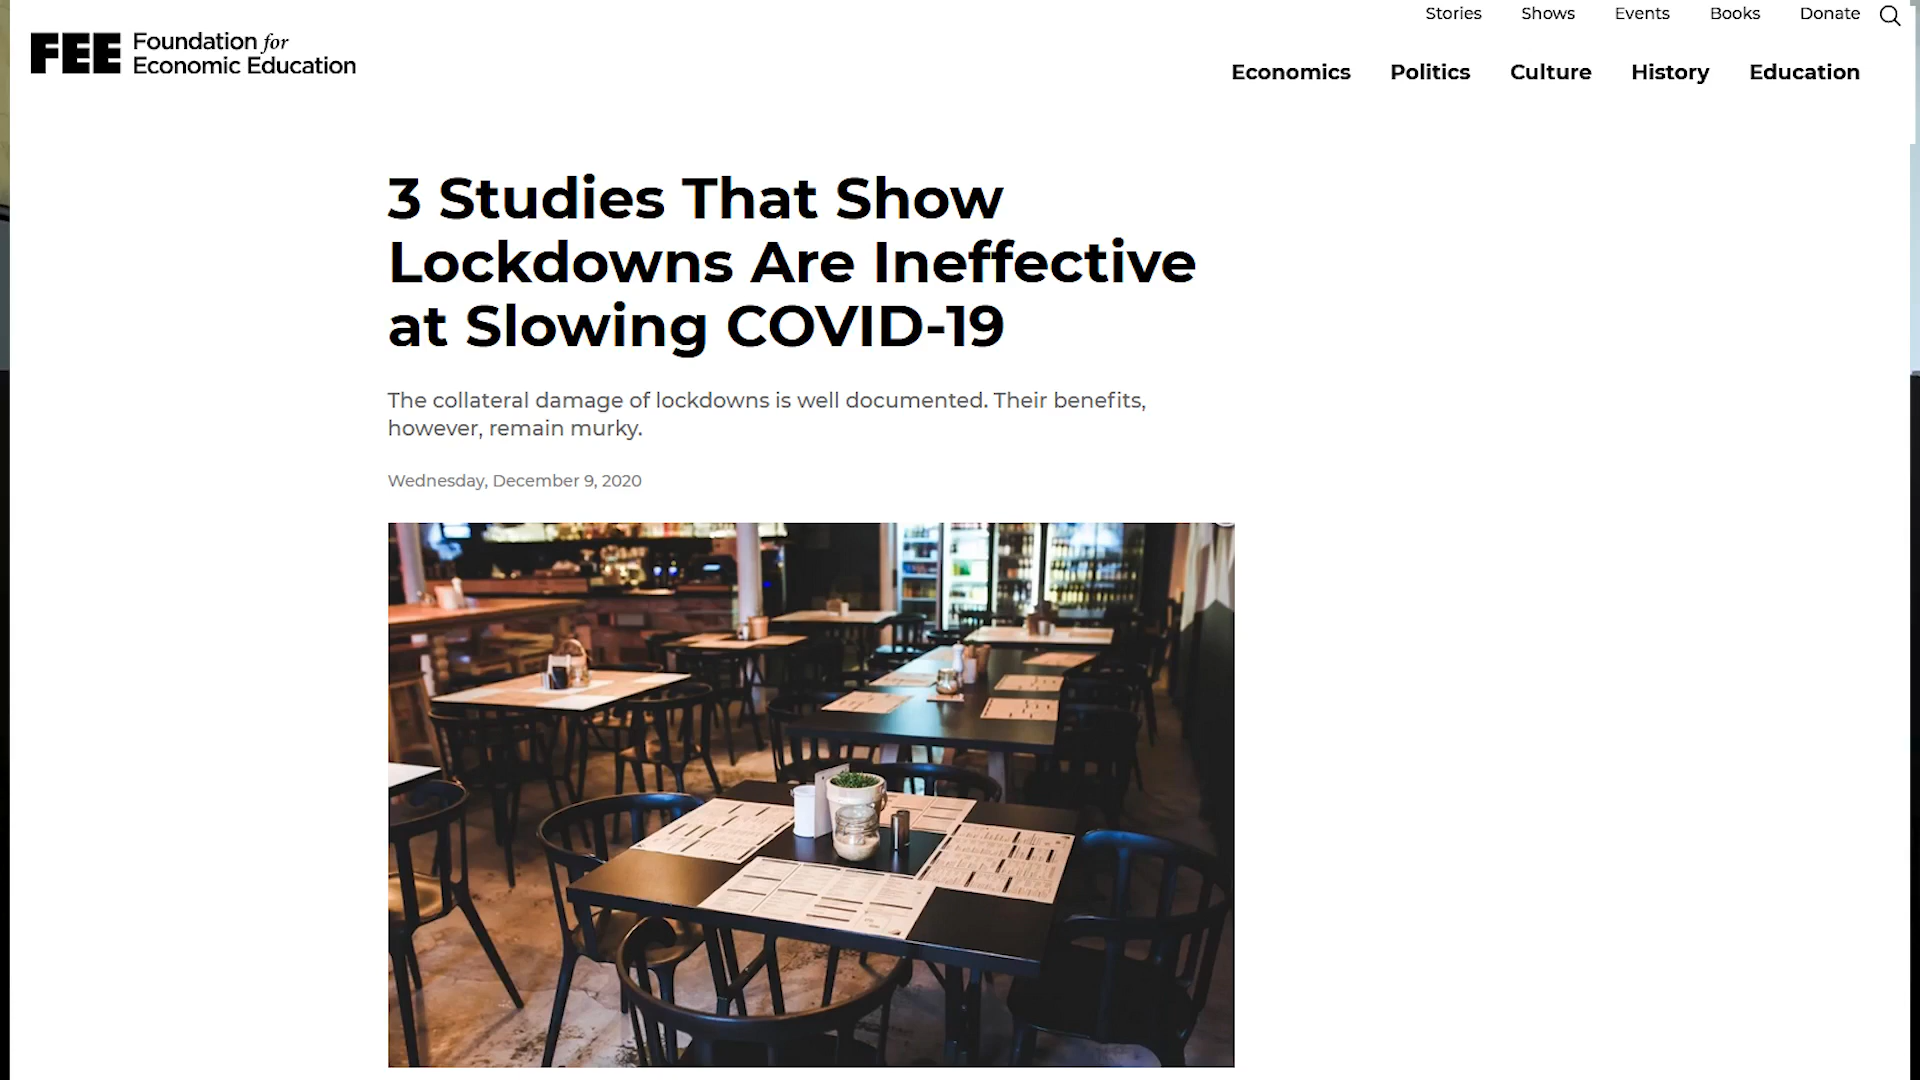 Stories Shows Events Books Donate
FEE Foundation for
Economic Education
Economics Politics Culture History Education
3 Studies That Show
Lockdowns Are Ineffective
at Slowing COVID-19
The collateral damage of lockdowns is well documented. Their benefits,
however, remain murky.
Wednesday, December 9, 2020